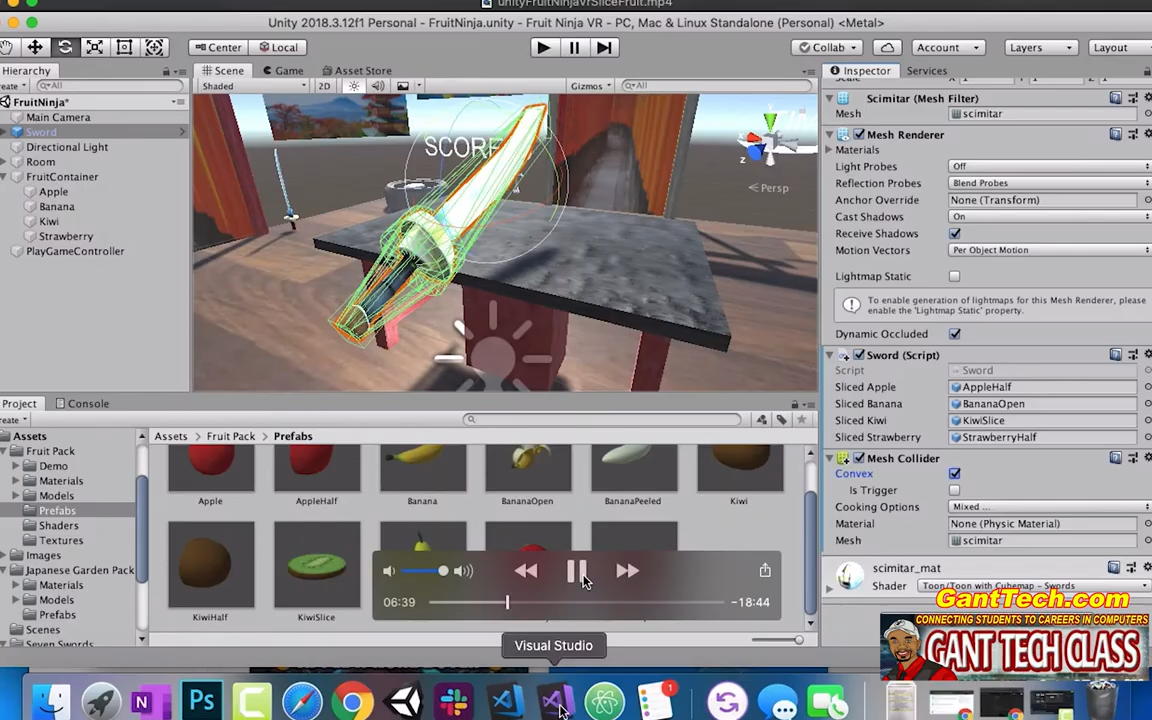 unityFruitNinjaVrSliceFruit.mp4
Unity 2018.3.12f1 Personal - FruitNinja.unity - Fruit Ninja VR - PC, Mac & Linux Standalone (Personal) <Metal>
Center Local Collab Account Layers Layout
Hierarchy Scene Game Asset Store Inspector Services
reate All Shaded 2D Gizmos All
FruitNinja*
Main Camera
Sword
Directional Light
Room
FruitContainer
Apple
Banana
Kiwi
Strawberry
PlayGameController
SCORE
z
Persp
Scale
Scimitar (Mesh Filter)
Mesh scimitar
Mesh Renderer
Materials
Light Probes Off
Reflection Probes Blend Probes
Anchor Override None (Transform)
Cast Shadows On
Receive Shadows
Motion Vectors Per Object Motion
Lightmap Static
To enable generation of lightmaps for this Mesh Renderer, please
enable the 'Lightmap Static' property.
Dynamic Occluded
Sword (Script)
Script Sword
Sliced Apple AppleHalf
Sliced Banana BananaOpen
Sliced Kiwi KiwiSlice
Sliced Strawberry StrawberryHalf
Mesh Collider
Convex
Is Trigger
Cooking Options Mixed ...
Material None (Physic Material)
Mesh scimitar
scimitar_mat
Shader Toon/Toon with Cubemap - Swords
Project Console
reate
Assets
Fruit Pack
Demo
Materials
Models
Prefabs
Shaders
Textures
Images
Japanese Garden Pack
Materials
Models
Prefabs
Scenes
Seven Swords
Assets Fruit Pack Prefabs
Apple AppleHalf Banana BananaOpen BananaPeeled Kiwi
KiwiHalf KiwiSlice
06:39 -18:44
Visual Studio
GantTech.com
CONNECTING STUDENTS TO CAREERS IN COMPUTERS
GANT TECH CLASS
N Ps C 1